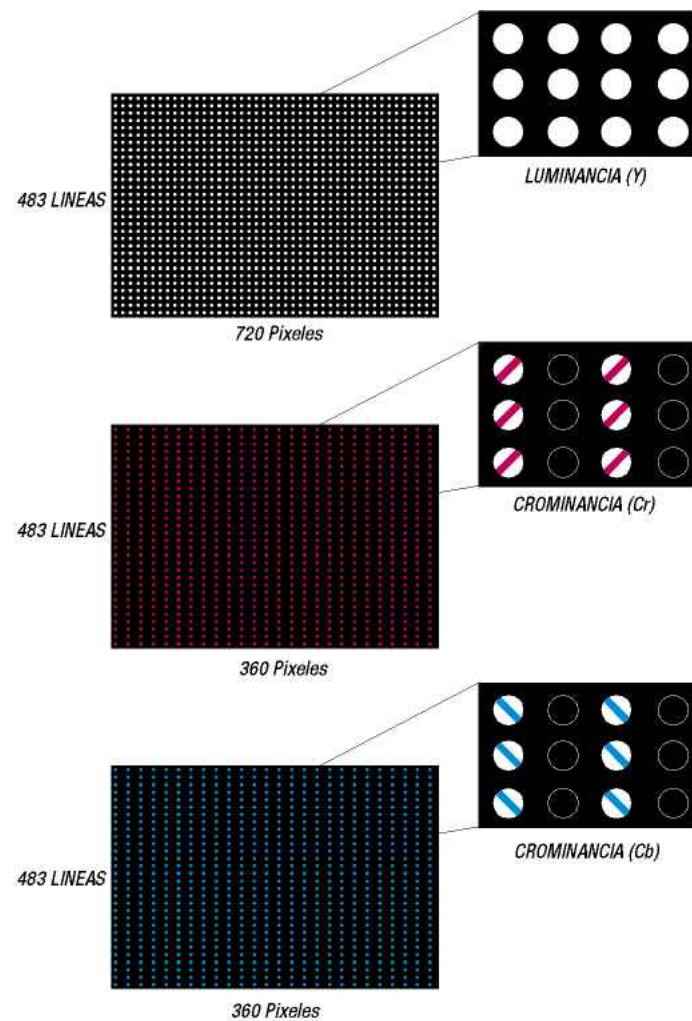 LUMINANCIA (Y)
483 LINEAS
720 Pixeles
CROMINANCIA (Cr)
483 LINEAS
360 Pixeles
CROMINANCIA (Cb)
483 LINEAS
360 Pixeles